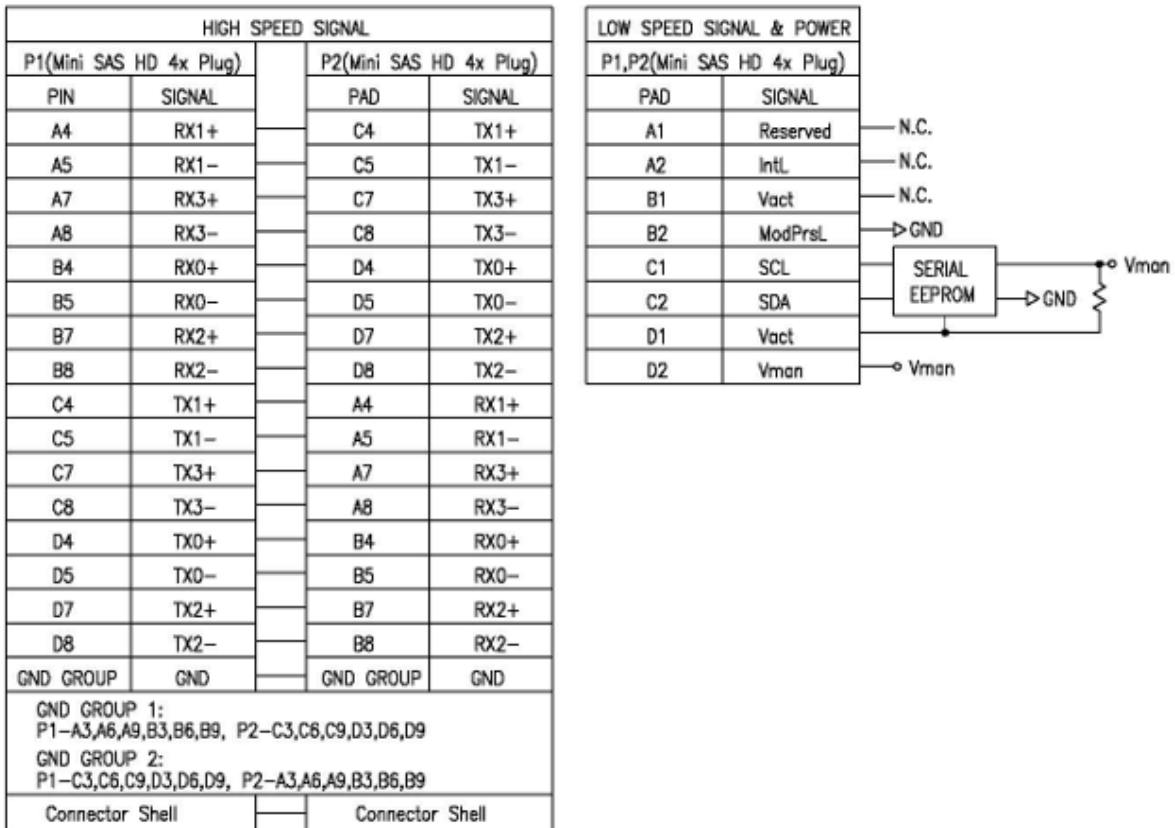 HIGH SPEED SIGNAL
P1(Mini SAS HD 4x Plug) P2(Mini SAS HD 4x Plug)
PIN SIGNAL PAD SIGNAL
A4 RX1+ C4 TX1+
A5 RX1- C5 TX1-
A7 RX3+ C7 TX3+
A8 RX3- C8 TX3-
B4 RX0+ D4 TX0+
B5 RX0- D5 TX0-
B7 RX2+ D7 TX2+
B8 RX2- D8 TX2-
C4 TX1+ A4 RX1+
C5 TX1- A5 RX1-
C7 TX3+ A7 RX3+
C8 TX3- A8 RX3-
D4 TX0+ B4 RX0+
D5 TX0- B5 RX0-
D7 TX2+ B7 RX2+
D8 TX2- B8 RX2-
GND GROUP GND GND GROUP GND
GND GROUP 1:
P1-A3,A6,A9,B3,B6,B9, P2-C3,C6,C9,D3,D6,D9
GND GROUP 2:
P1-C3,C6,C9,D3,D6,D9, P2-A3,A6,A9,B3,B6,B9
Connector Shell Connector Shell
LOW SPEED SIGNAL & POWER
P1,P2(Mini SAS HD 4x Plug)
PAD SIGNAL
A1 Reserved N.C.
A2 IntL N.C.
B1 Vact N.C.
B2 ModPrsL GND
C1 SCL SERIAL Vman
C2 SDA EEPROM GND
D1 Vact
D2 Vman Vman